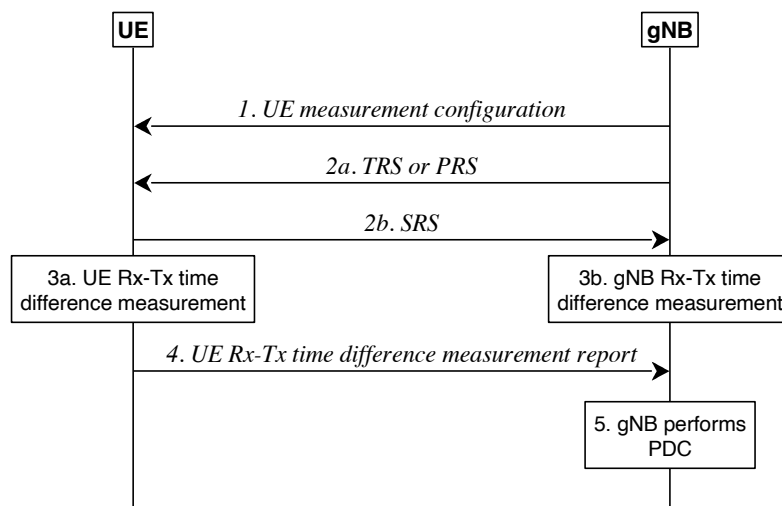 UE
gNB
1. UE measurement configuration
2a. TRS or PRS
2b. SRS
3a. UE Rx-Tx time
difference measurement
3b. gNB Rx-Tx time
difference measurement
4. UE Rx-Tx time difference measurement report
5. gNB performs
PDC